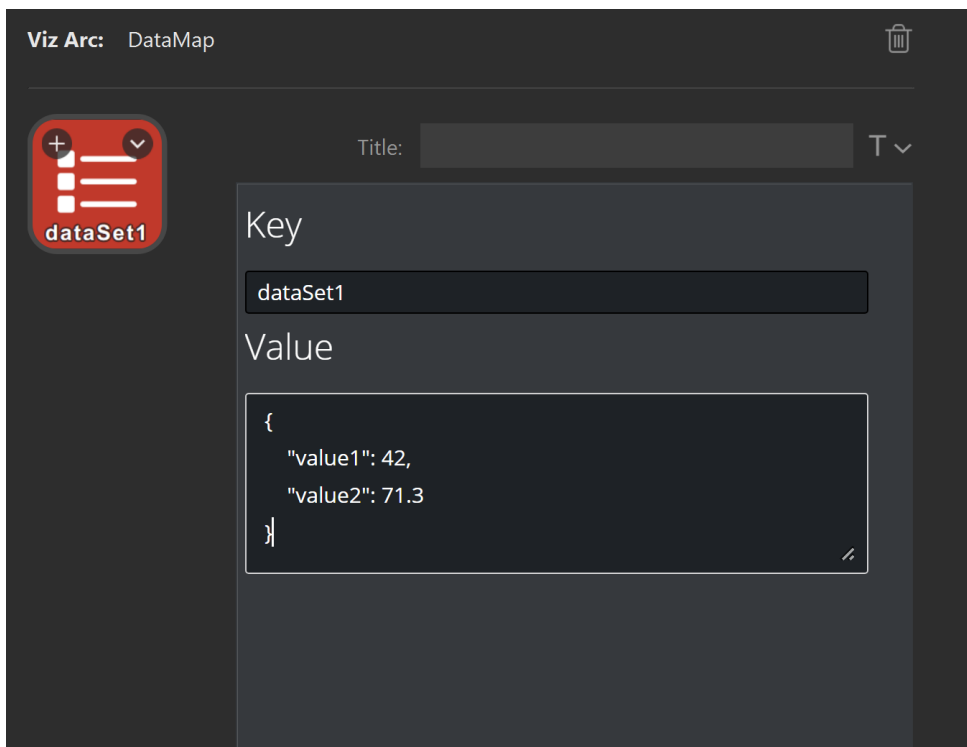 Viz Arc: DataMap
dataSet1
Title:
T
Key
dataSet1
Value
{
"value1": 42,
"value2": 71.3
}